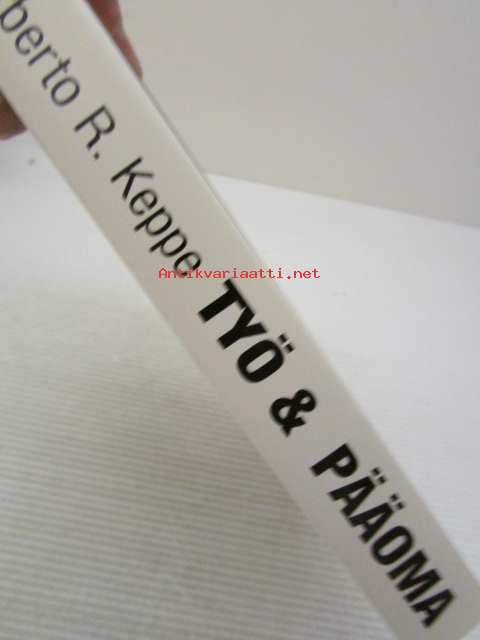 berto R. Keppe TYÖ & PÄÄOMA
Antikvariaatti.net